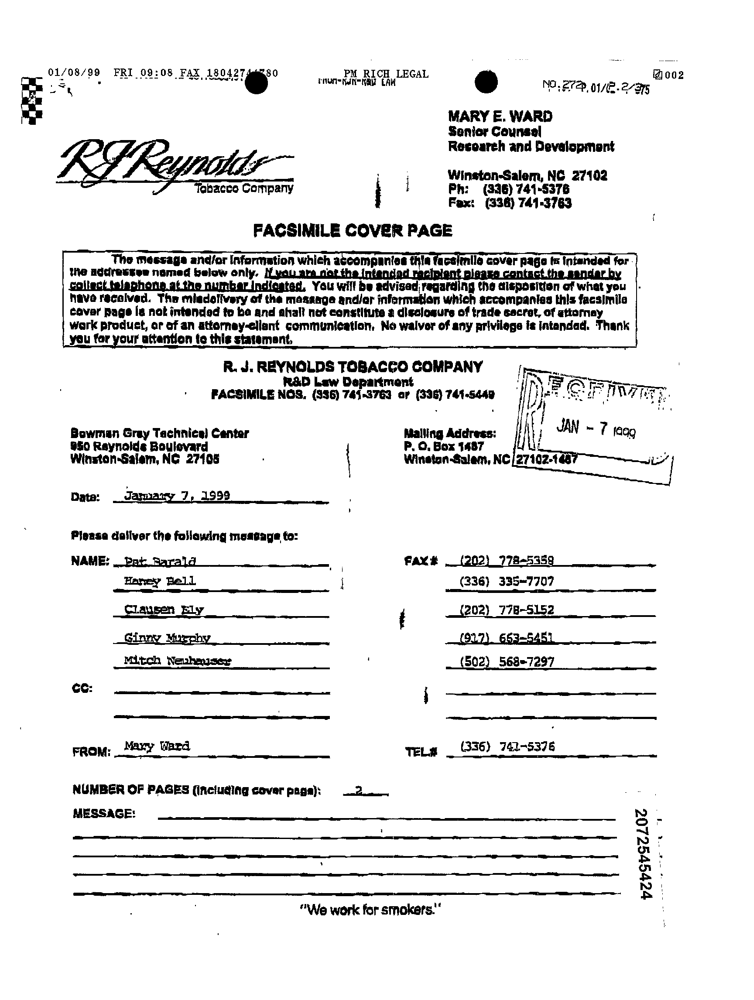 01/08/99 FRI 09:08 FAX 18042744780 PM RICH LEGAL 002
MARY E. WARD
Senior Counsel
Research and Development
RJReynolds
Tobacco Company
Winston-Salem, NC 27102
Ph: (336) 741-5376
Fax: (336) 741-3763
FACSIMILE COVER PAGE
The message and/or information which accompanies this facsimile cover page is intended for
the addressee named below only. If you are not the intended recipient please contact the sender by
collect telephone at the number indicated. You will be advised regarding the disposition of what you
have received. The misdelivery of the message and/or information which accompanies this facsimile
cover page is not intended to be and shall not constitute a disclosure of trade secret, of attorney
work product, or of an attorney-client communication. No waiver of any privilege is intended. Thank
you for your attention to this statement.
R. J. REYNOLDS TOBACCO COMPANY
R&D Law Department
FACSIMILE NOS. (336) 741-3763 or (336) 741-5449
RECEIVED
JAN - 7 1999
Bowman Gray Technical Center Mailing Address:
950 Reynolds Boulevard P. O. Box 1487
Winston-Salem, NC 27105 Winston-Salem, NC 27102-1487
Date: January 7, 1999
Please deliver the following message to:
NAME: Pat Barald FAX# (202) 778-5359
Haney Bell (336) 335-7707
Clausen Ely (202) 778-5152
Ginny Murphy (917) 663-5451
Mitch Neuhauser (502) 568-7297
CC:
FROM: Mary Ward TEL# (336) 741-5376
NUMBER OF PAGES (including cover page): 2
MESSAGE:
2072545424
"We work for smokers."